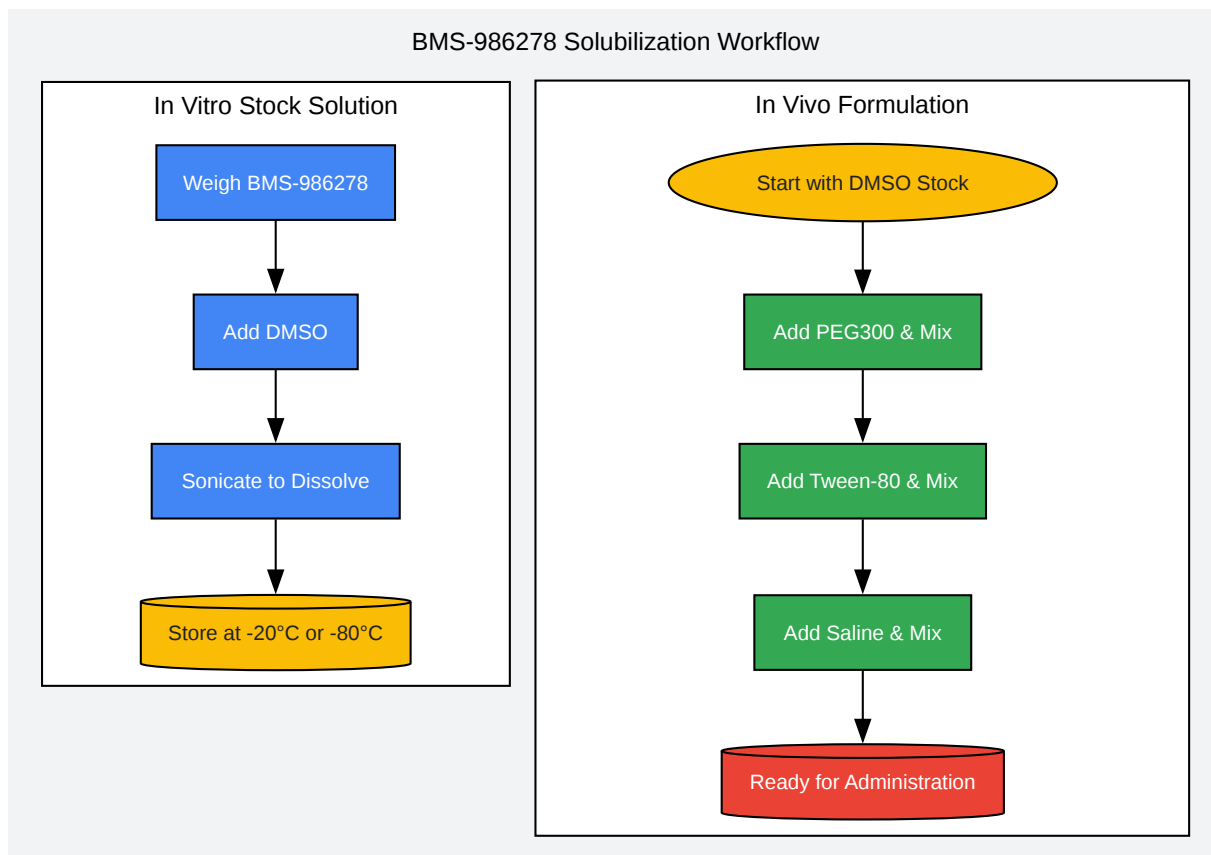 BMS-986278 Solubilization Workflow
In Vitro Stock Solution
Weigh BMS-986278
Add DMSO
Sonicate to Dissolve
Store at -20°C or -80°C
In Vivo Formulation
Start with DMSO Stock
Add PEG300 & Mix
Add Tween-80 & Mix
Add Saline & Mix
Ready for Administration